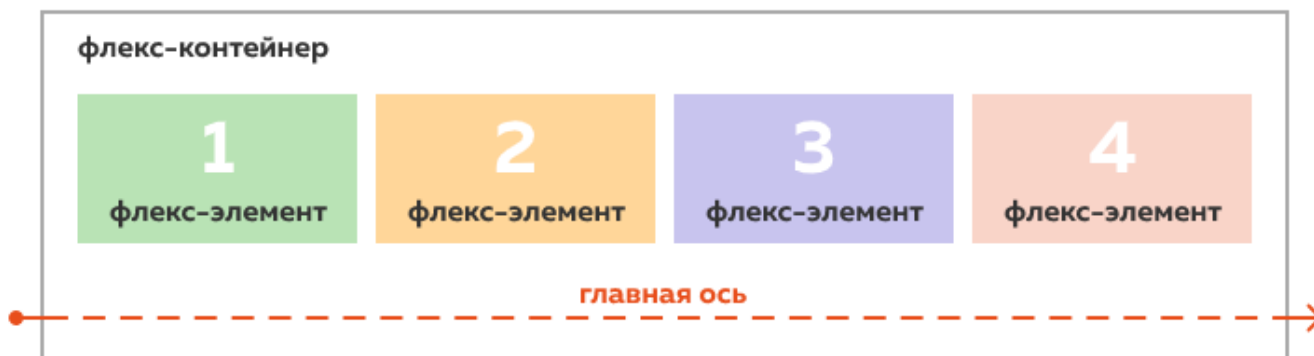 флекс-контейнер
1
флекс-элемент
2
флекс-элемент
3
флекс-элемент
4
флекс-элемент
главная ось